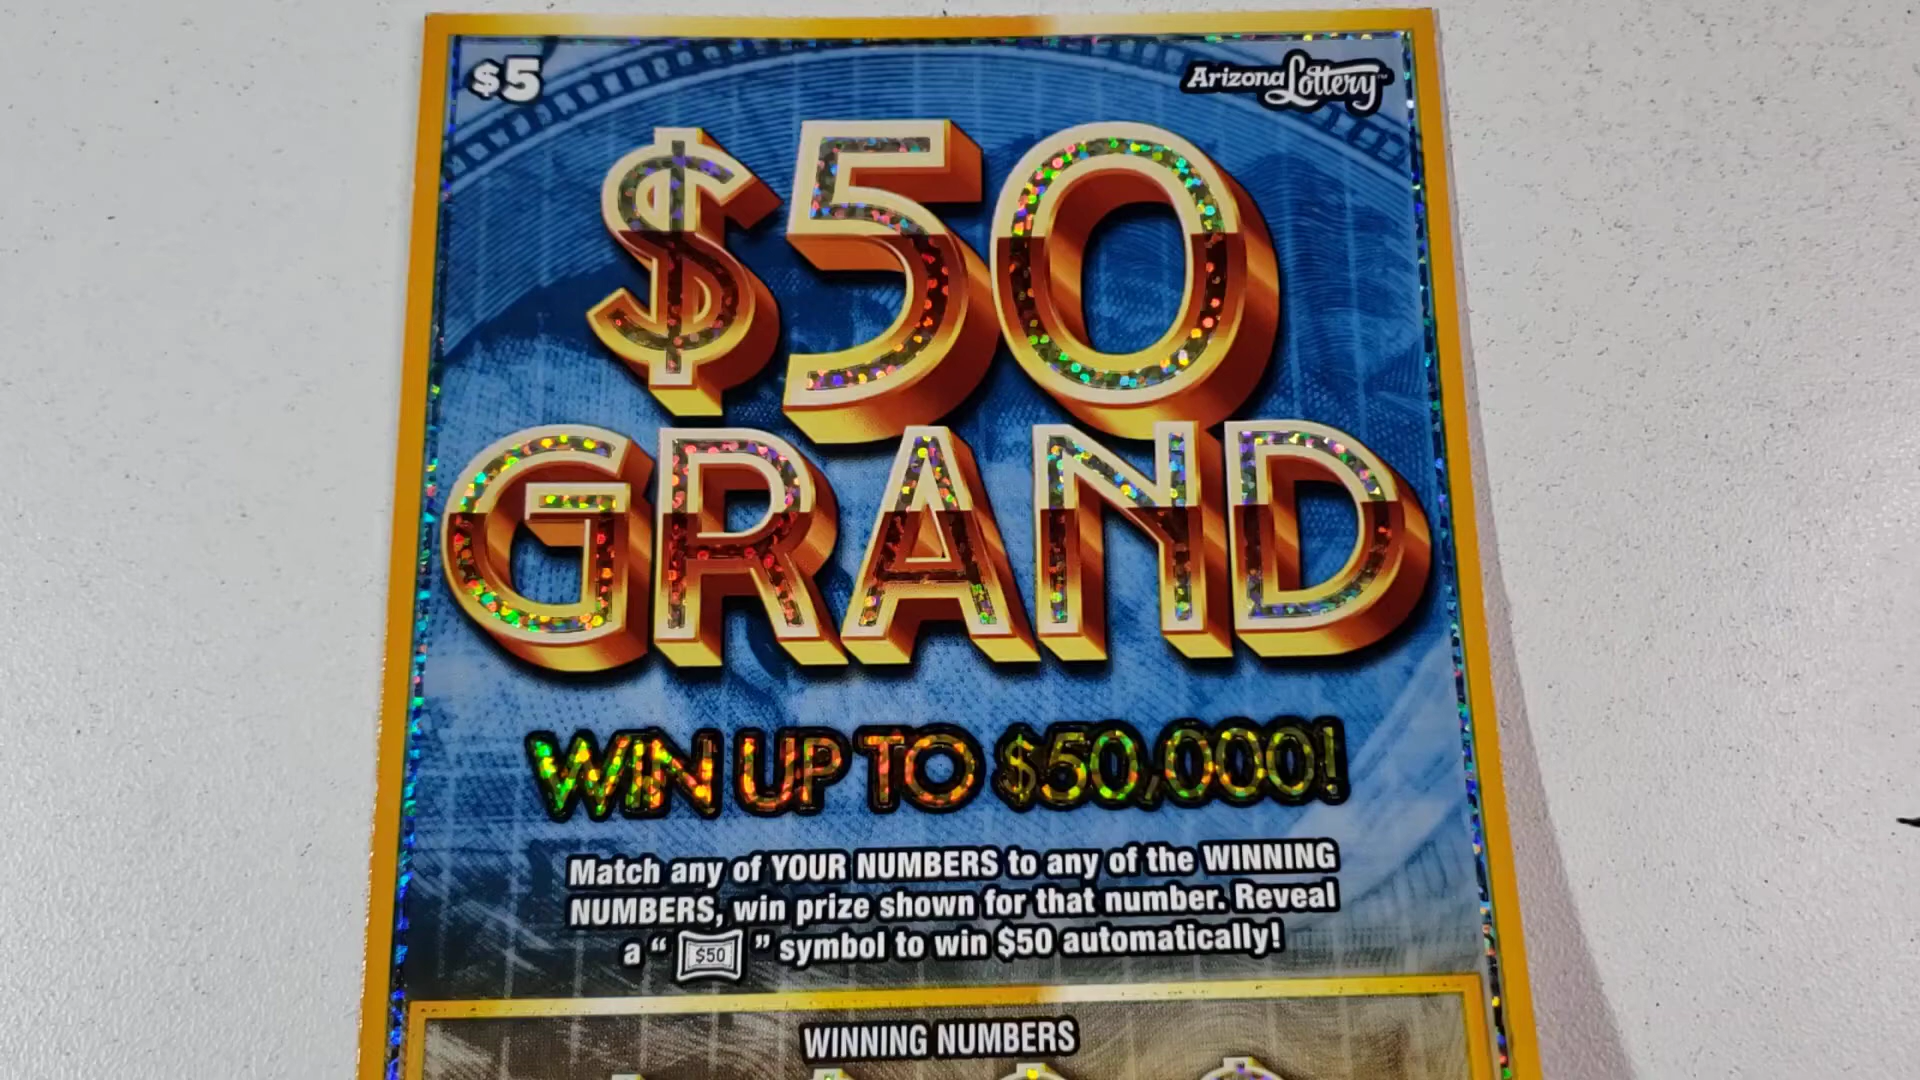 $5
Arizona Lottery™
$50
GRAND
WIN UP TO $50,000!
Match any of YOUR NUMBERS to any of the WINNING
NUMBERS, win prize shown for that number. Reveal
a “ $50 ” symbol to win $50 automatically!
WINNING NUMBERS